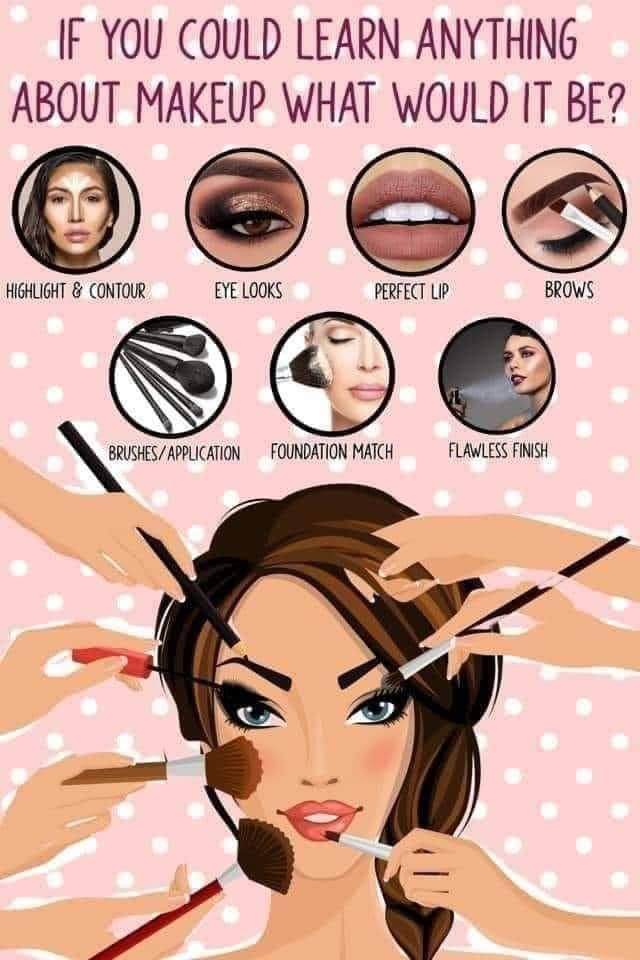 IF YOU COULD LEARN ANYTHING
ABOUT MAKEUP WHAT WOULD IT BE?
HIGHLIGHT & CONTOUR
EYE LOOKS
PERFECT LIP
BROWS
BRUSHES/APPLICATION
FOUNDATION MATCH
FLAWLESS FINISH